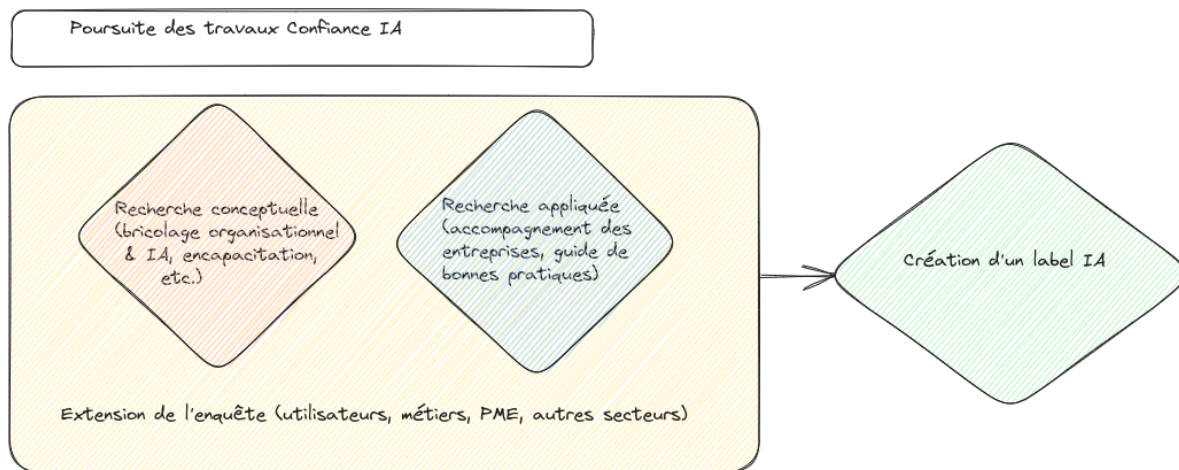 Poursuite des travaux Confiance IA
Recherche conceptuelle
(bricolage organisationnel
& IA, encapacitation,
etc.)
Recherche appliquée
(accompagnement des
entreprises, guide de
bonnes pratiques)
Création d'un label IA
Extension de l'enquête (utilisateurs, métiers, PME, autres secteurs)